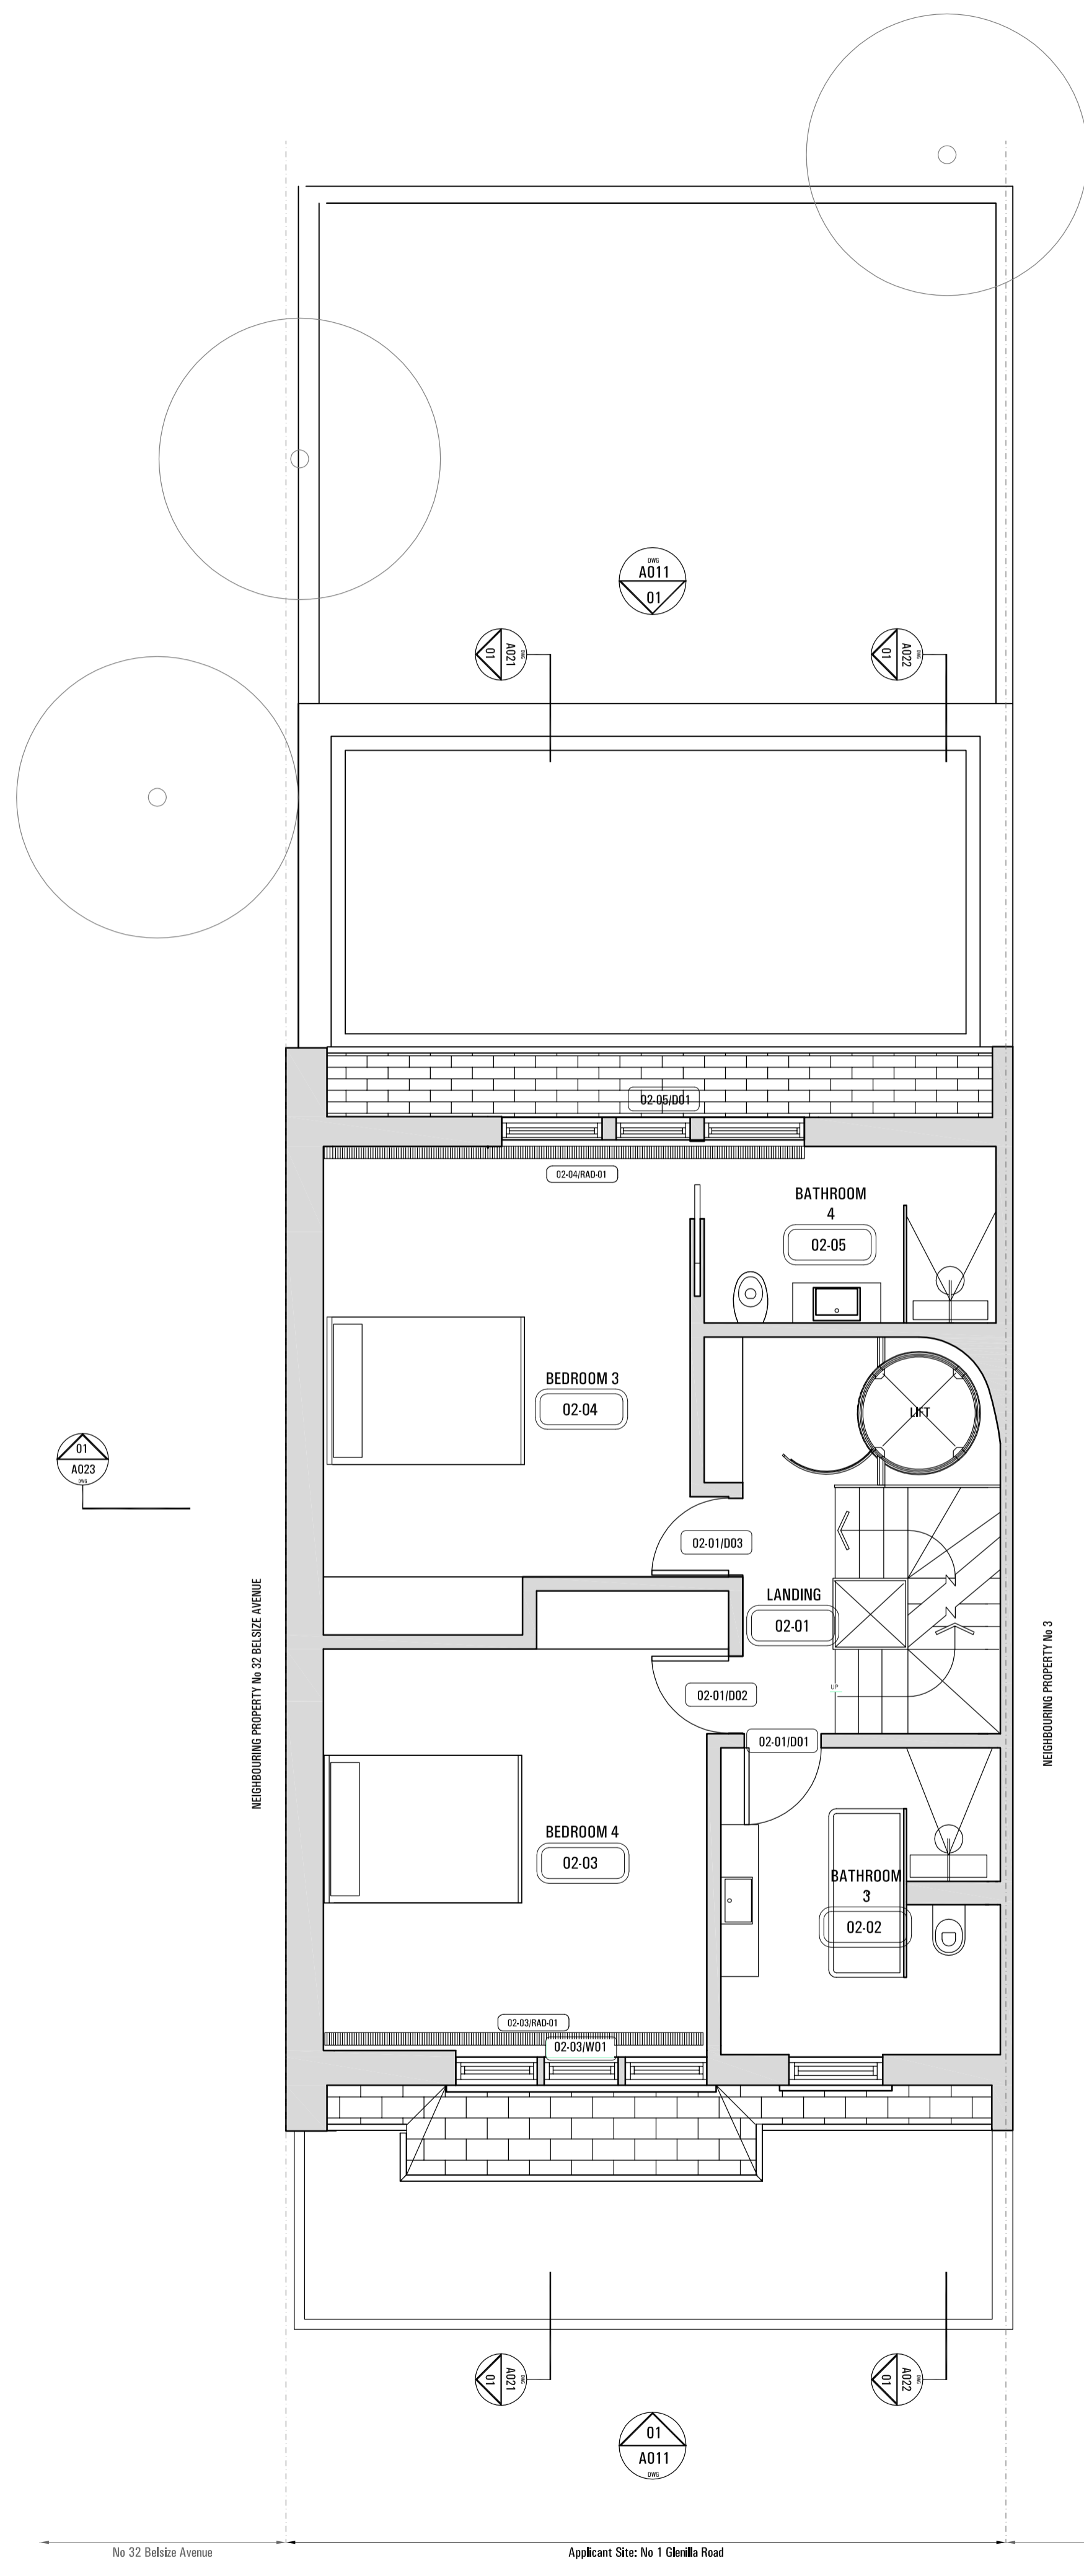 DWG
A011
01
DWG
A021
01
DWG
A022
01
02-05/D01
02-04/RAD-01
BATHROOM
4
02-05
BEDROOM 3
02-04
LIFT
01
A023
DWG
02-01/D03
LANDING
02-01
NEIGHBOURING PROPERTY No 32 BELSIZE AVENUE
NEIGHBOURING PROPERTY No 3
UP
02-01/D02
02-01/D01
BEDROOM 4
02-03
BATHROOM
3
02-02
02-03/RAD-01
02-03/W01
DWG
A021
01
DWG
A022
01
01
A011
DWG
No 32 Belsize Avenue
Applicant Site: No 1 Glenilla Road